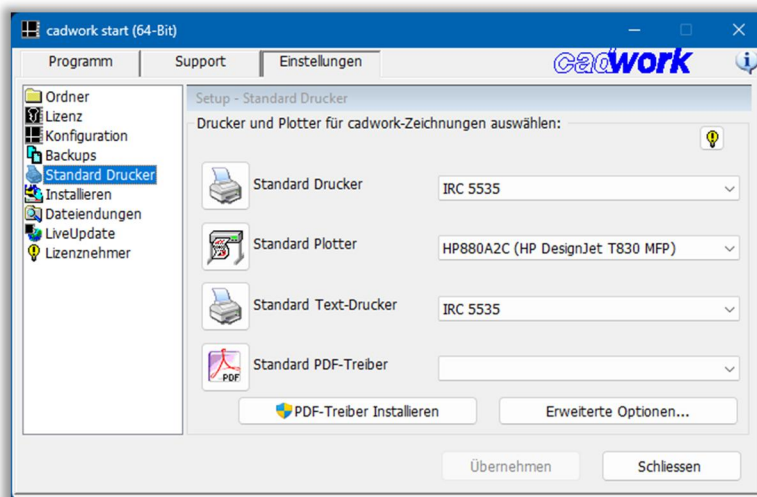 cadwork start (64-Bit)
Programm
Support
Einstellungen
cadwork
Ordner
Lizenz
Konfiguration
Backups
Standard Drucker
Installieren
Dateiendungen
LiveUpdate
Lizenznehmer
Setup - Standard Drucker
Drucker und Plotter für cadwork-Zeichnungen auswählen:
Standard Drucker
IRC 5535
Standard Plotter
HP880A2C (HP DesignJet T830 MFP)
Standard Text-Drucker
IRC 5535
PDF
Standard PDF-Treiber
PDF-Treiber Installieren
Erweiterte Optionen...
Übernehmen
Schliessen